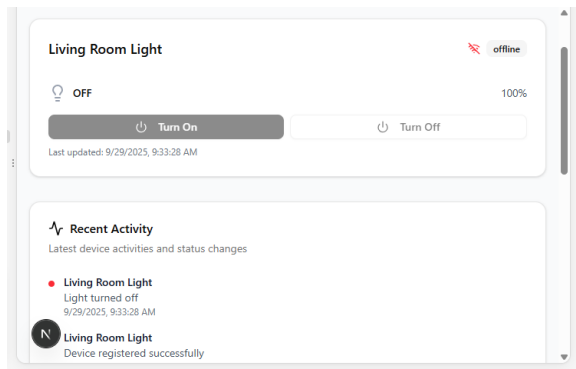 Living Room Light
offline
OFF
100%
Turn On
Turn Off
Last updated: 9/29/2025, 9:33:28 AM
Recent Activity
Latest device activities and status changes
Living Room Light
Light turned off
9/29/2025, 9:33:28 AM
N
Living Room Light
Device registered successfully